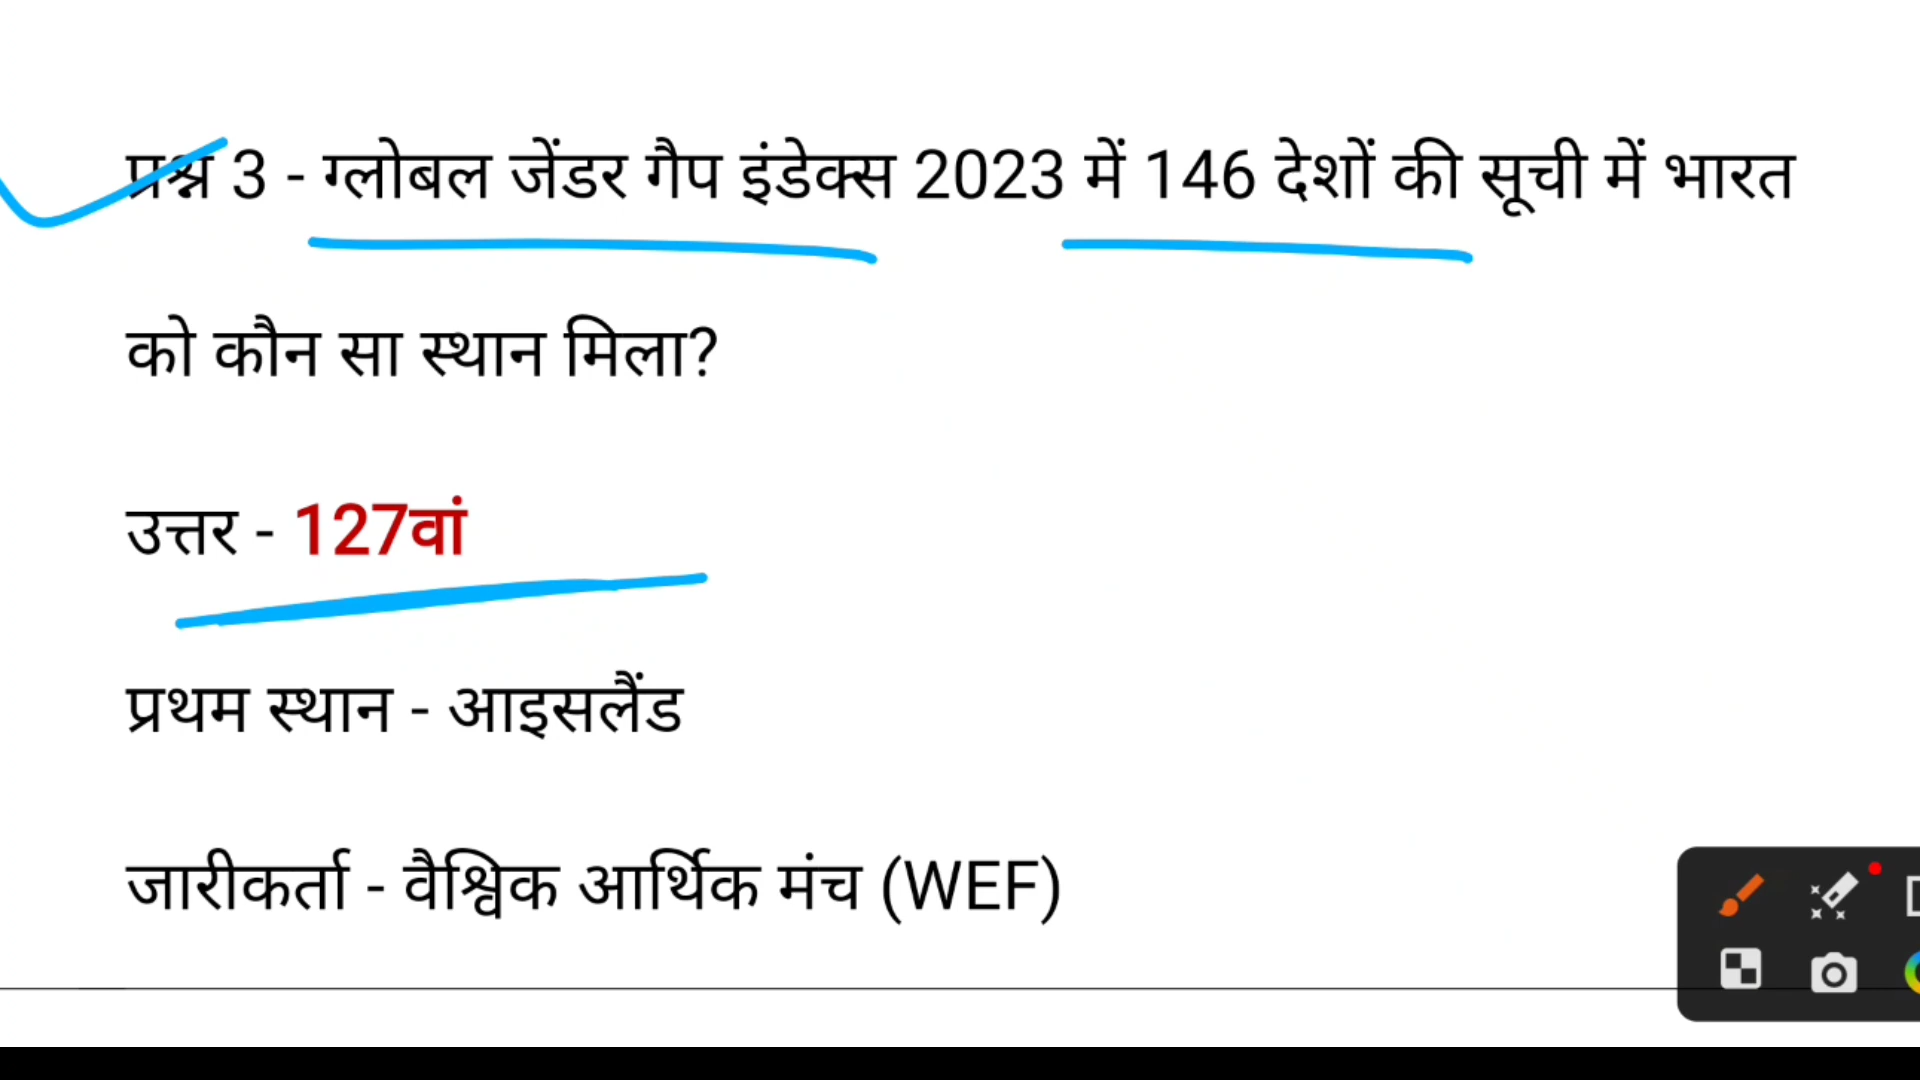 प्रश्न 3 - ग्लोबल जेंडर गैप इंडेक्स 2023 में 146 देशों की सूची में भारत
को कौन सा स्थान मिला?
उत्तर - 127वां
प्रथम स्थान - आइसलैंड
जारीकर्ता - वैश्विक आर्थिक मंच (WEF)